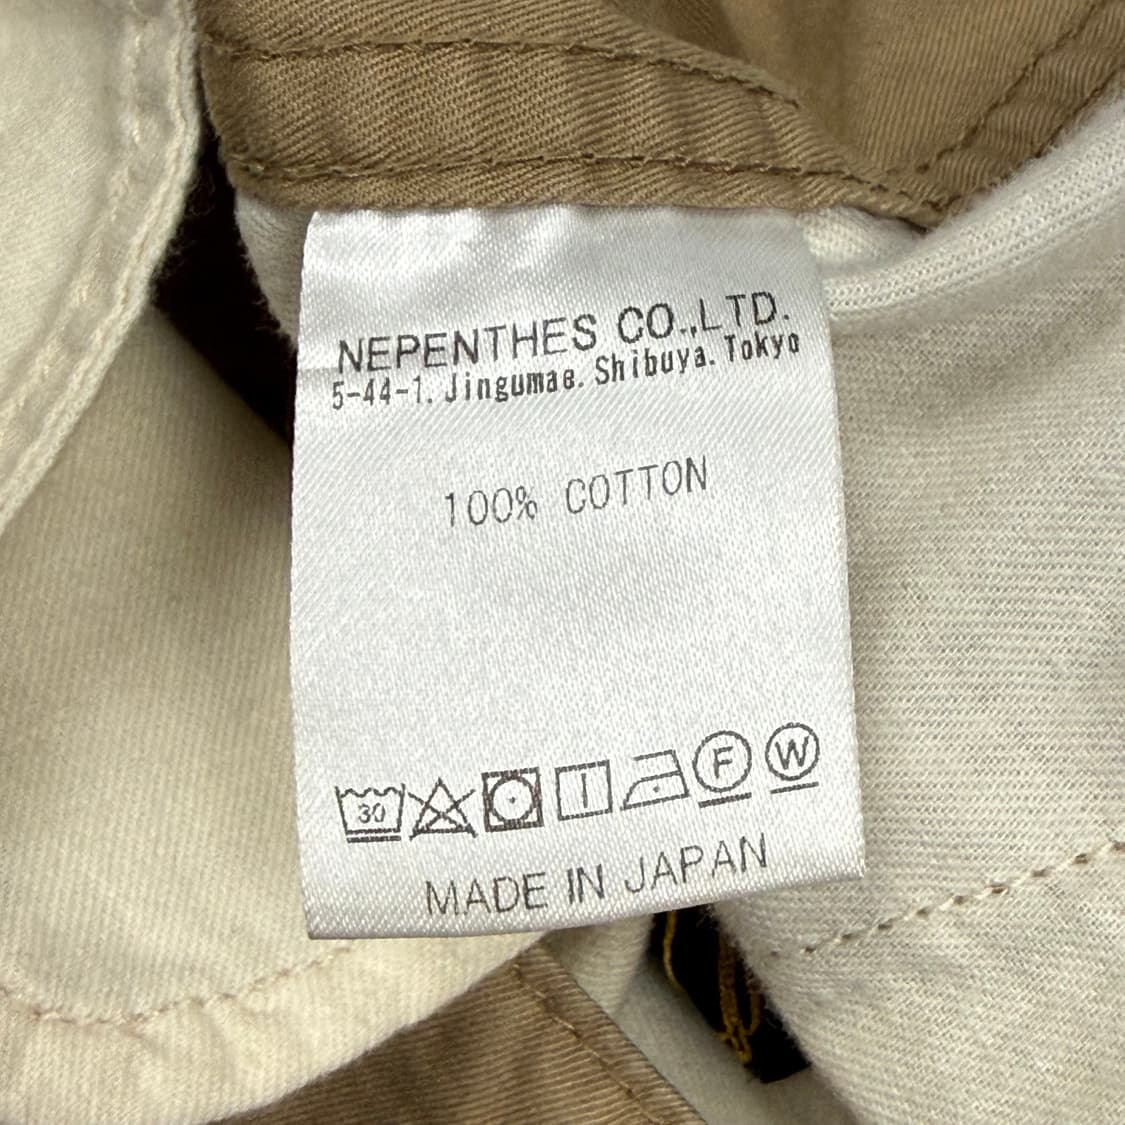 NEPENTHES CO.,LTD.
5-44-1. Jingumae. Shibuya. Tokyo
100% COTTON
30 F W
MADE IN JAPAN